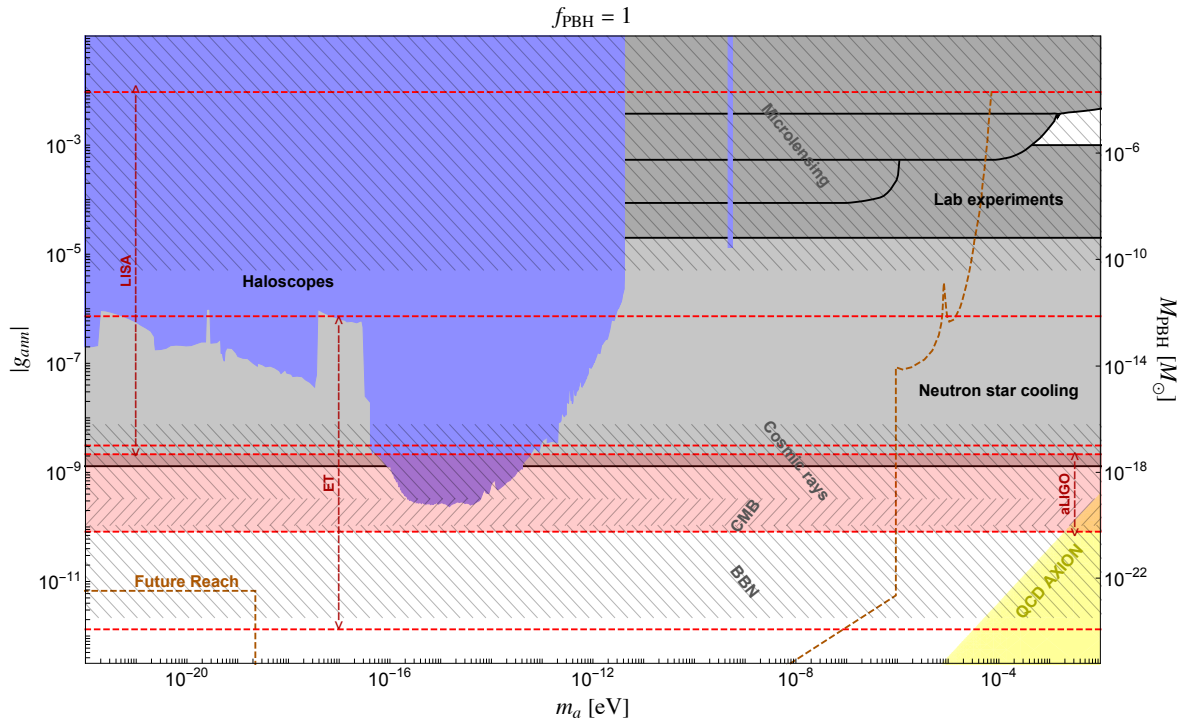 f_PBH = 1
Microlensing
10^-3
10^-6
Lab experiments
10^-5
LISA
Haloscopes
10^-10
|g_ann|
M_PBH [M_⊙]
10^-7
10^-14
Neutron star cooling
Cosmic rays
10^-9
10^-18
ET
aLIGO
CMB
10^-11
Future Reach
BBN
QCD AXION
10^-22
10^-20
10^-16
10^-12
10^-8
10^-4
m_a [eV]